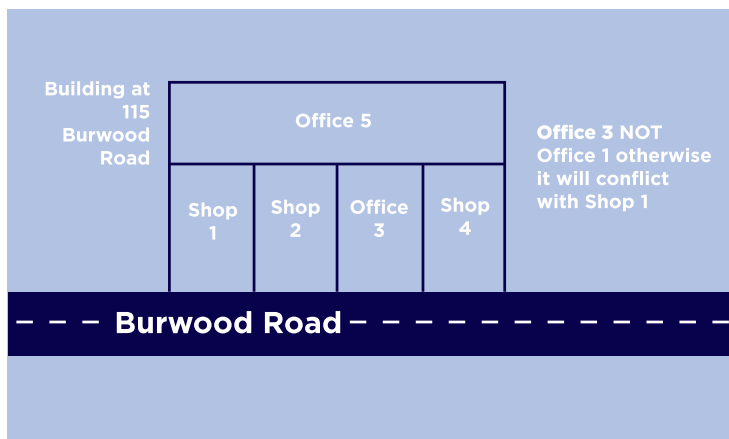 Building at
115
Burwood
Road
Office 5
Office 3 NOT
Office 1 otherwise
it will conflict
with Shop 1
Shop
1
Shop
2
Office
3
Shop
4
Burwood Road